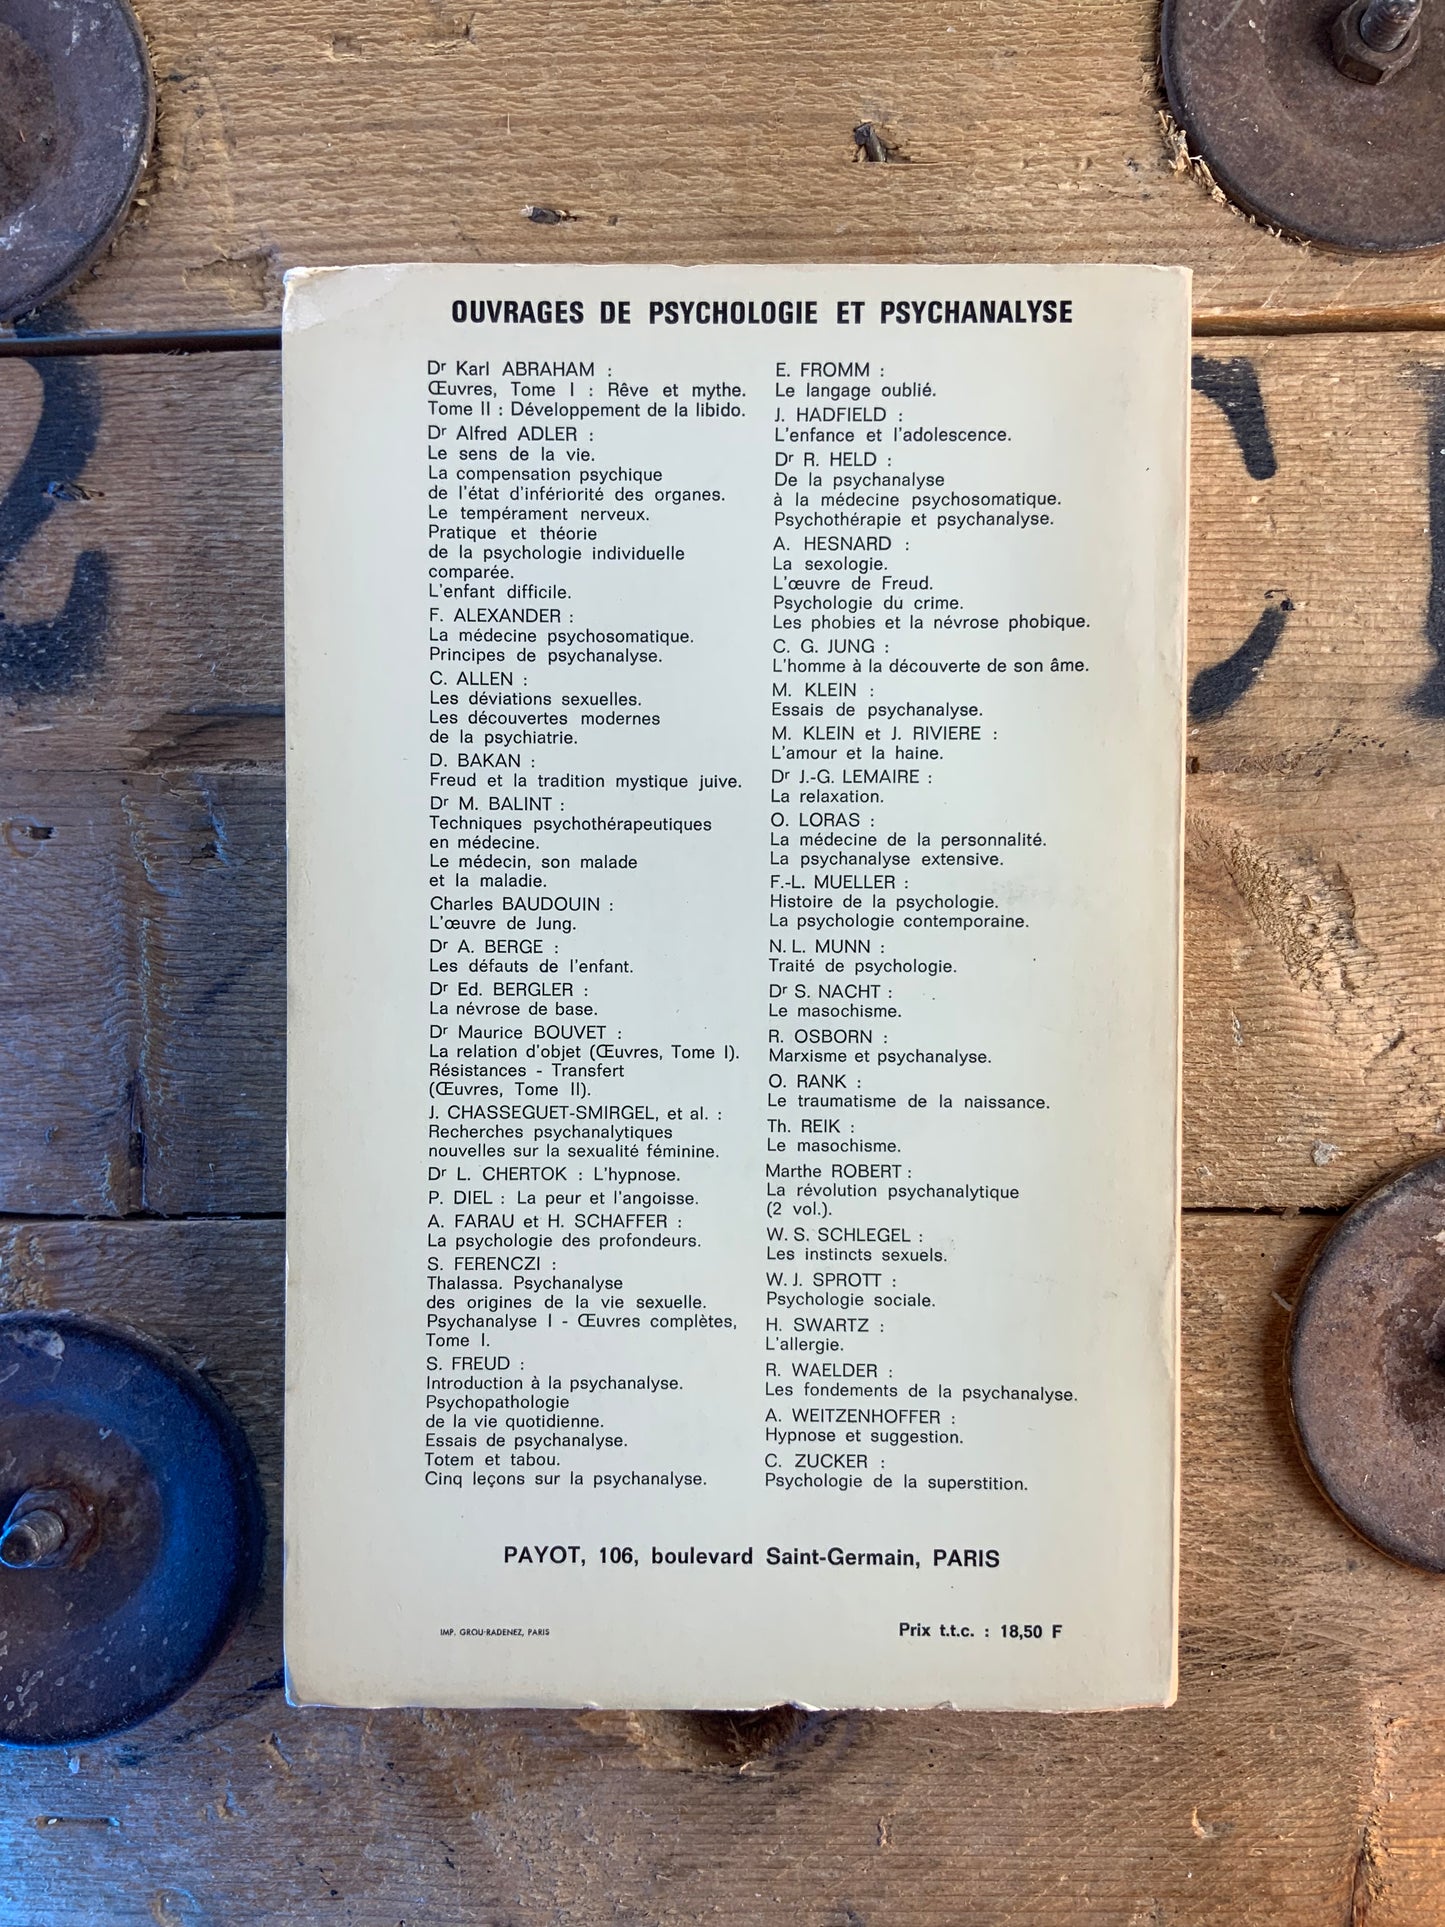 OUVRAGES DE PSYCHOLOGIE ET PSYCHANALYSE
Dr Karl ABRAHAM :
Œuvres, Tome I : Rêve et mythe.
Tome II : Développement de la libido.
Dr Alfred ADLER :
Le sens de la vie.
La compensation psychique
de l'état d'infériorité des organes.
Le tempérament nerveux.
Pratique et théorie
de la psychologie individuelle
comparée.
L'enfant difficile.
F. ALEXANDER :
La médecine psychosomatique.
Principes de psychanalyse.
C. ALLEN :
Les déviations sexuelles.
Les découvertes modernes
de la psychiatrie.
D. BAKAN :
Freud et la tradition mystique juive.
Dr M. BALINT :
Techniques psychothérapeutiques
en médecine.
Le médecin, son malade
et la maladie.
Charles BAUDOUIN :
L'œuvre de Jung.
Dr A. BERGE :
Les défauts de l'enfant.
Dr Ed. BERGLER :
La névrose de base.
Dr Maurice BOUVET :
La relation d'objet (Œuvres, Tome I).
Résistances - Transfert
(Œuvres, Tome II).
J. CHASSEGUET-SMIRGEL, et al. :
Recherches psychanalytiques
nouvelles sur la sexualité féminine.
Dr L. CHERTOK : L'hypnose.
P. DIEL : La peur et l'angoisse.
A. FARAU et H. SCHAFFER :
La psychologie des profondeurs.
S. FERENCZI :
Thalassa. Psychanalyse
des origines de la vie sexuelle.
Psychanalyse I - Œuvres complètes,
Tome I.
S. FREUD :
Introduction à la psychanalyse.
Psychopathologie
de la vie quotidienne.
Essais de psychanalyse.
Totem et tabou.
Cinq leçons sur la psychanalyse.
E. FROMM :
Le langage oublié.
J. HADFIELD :
L'enfance et l'adolescence.
Dr R. HELD :
De la psychanalyse
à la médecine psychosomatique.
Psychothérapie et psychanalyse.
A. HESNARD :
La sexologie.
L'œuvre de Freud.
Psychologie du crime.
Les phobies et la névrose phobique.
C. G. JUNG :
L'homme à la découverte de son âme.
M. KLEIN :
Essais de psychanalyse.
M. KLEIN et J. RIVIERE :
L'amour et la haine.
Dr J.-G. LEMAIRE :
La relaxation.
O. LORAS :
La médecine de la personnalité.
La psychanalyse extensive.
F.-L. MUELLER :
Histoire de la psychologie.
La psychologie contemporaine.
N. L. MUNN :
Traité de psychologie.
Dr S. NACHT :
Le masochisme.
R. OSBORN :
Marxisme et psychanalyse.
O. RANK :
Le traumatisme de la naissance.
Th. REIK :
Le masochisme.
Marthe ROBERT :
La révolution psychanalytique
(2 vol.).
W. S. SCHLEGEL :
Les instincts sexuels.
W. J. SPROTT :
Psychologie sociale.
H. SWARTZ :
L'allergie.
R. WAELDER :
Les fondements de la psychanalyse.
A. WEITZENHOFFER :
Hypnose et suggestion.
C. ZUCKER :
Psychologie de la superstition.
PAYOT, 106, boulevard Saint-Germain, PARIS
IMP. GROU-RADENEZ, PARIS
Prix t.t.c. : 18,50 F